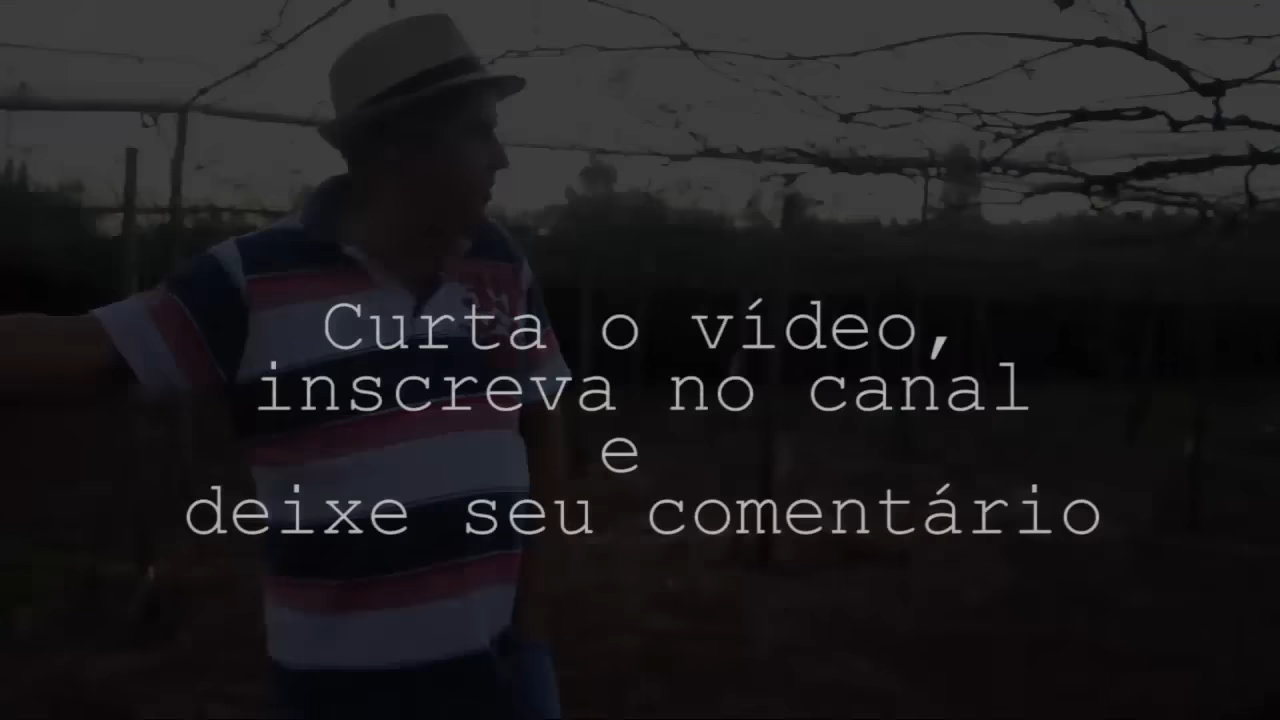 Curta o vídeo,
inscreva no canal
e
deixe seu comentário